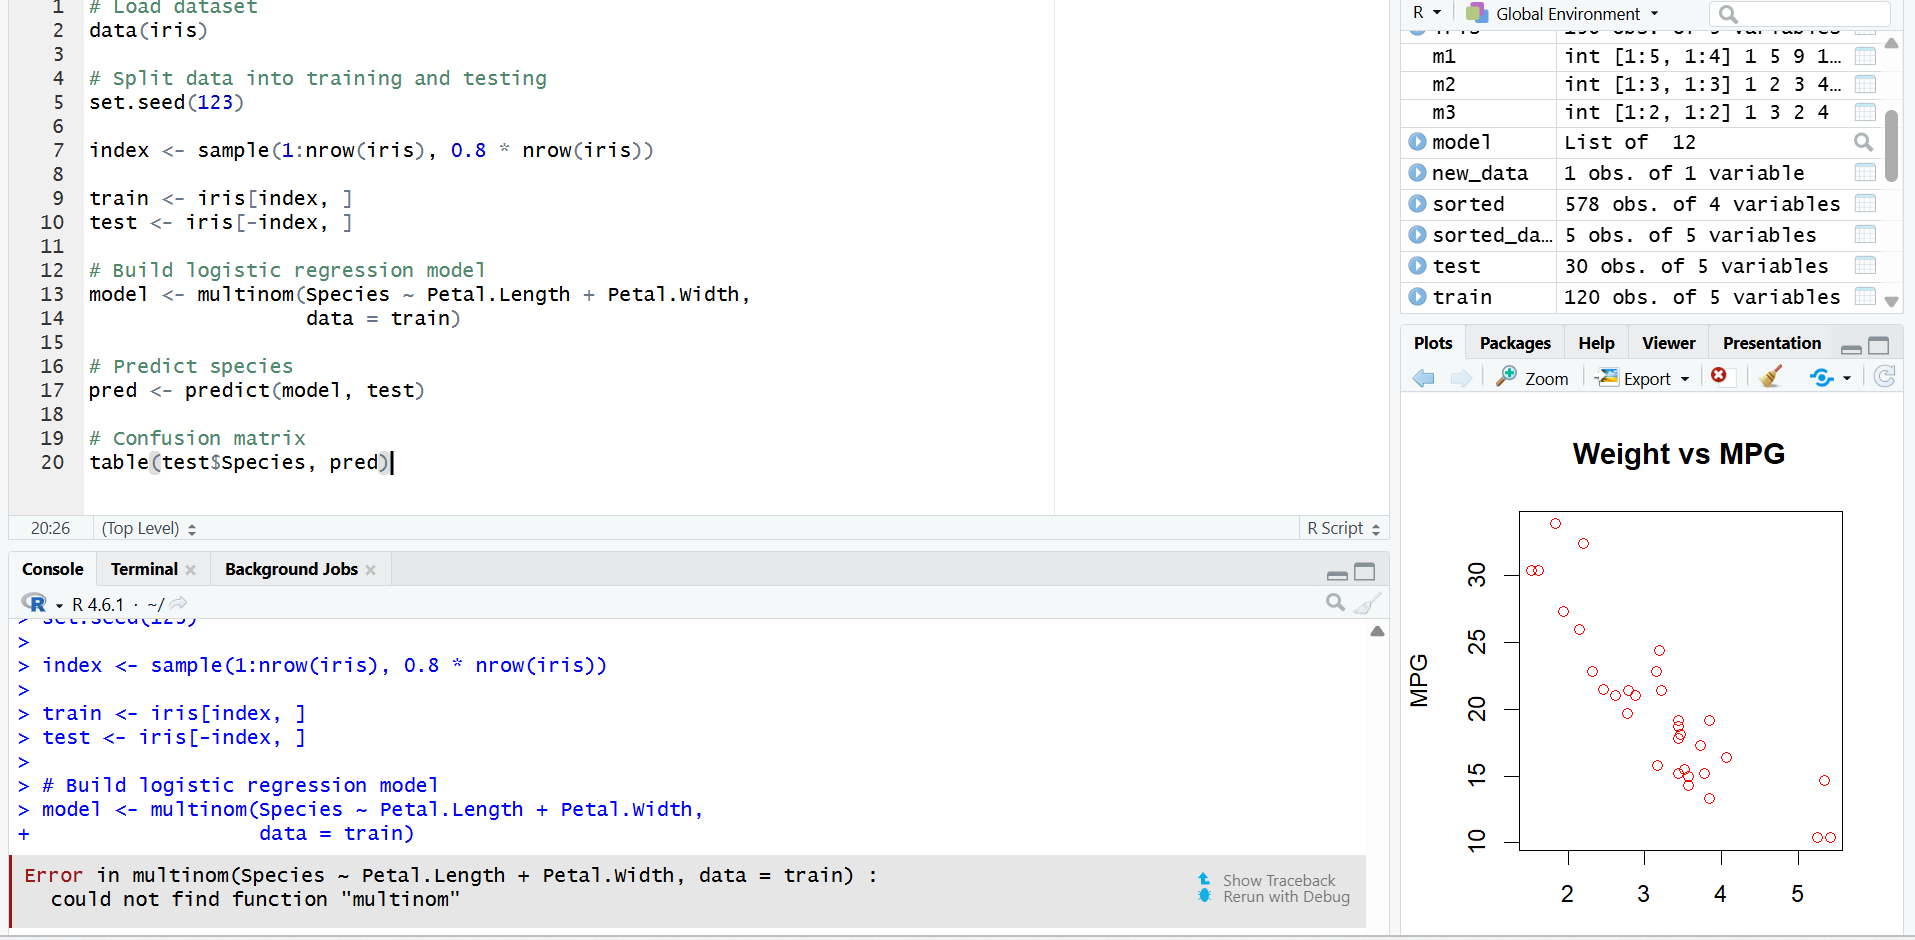 1 # Load dataset
2 data(iris)
3
4 # Split data into training and testing
5 set.seed(123)
6
7 index <- sample(1:nrow(iris), 0.8 * nrow(iris))
8
9 train <- iris[index, ]
10 test <- iris[-index, ]
11
12 # Build logistic regression model
13 model <- multinom(Species ~ Petal.Length + Petal.Width,
14 data = train)
15
16 # Predict species
17 pred <- predict(model, test)
18
19 # Confusion matrix
20 table(test$Species, pred)
20:26 (Top Level) R Script
Console Terminal Background Jobs
R 4.6.1 · ~/
> set.seed(123)
>
> index <- sample(1:nrow(iris), 0.8 * nrow(iris))
>
> train <- iris[index, ]
> test <- iris[-index, ]
>
> # Build logistic regression model
> model <- multinom(Species ~ Petal.Length + Petal.Width,
+ data = train)
Error in multinom(Species ~ Petal.Length + Petal.Width, data = train) :
could not find function "multinom"
Show Traceback
Rerun with Debug
R Global Environment
m1 int [1:5, 1:4] 1 5 9 1…
m2 int [1:3, 1:3] 1 2 3 4…
m3 int [1:2, 1:2] 1 3 2 4
model List of 12
new_data 1 obs. of 1 variable
sorted 578 obs. of 4 variables
sorted_da… 5 obs. of 5 variables
test 30 obs. of 5 variables
train 120 obs. of 5 variables
Plots Packages Help Viewer Presentation
Zoom Export
Weight vs MPG
MPG
30
25
20
15
10
2 3 4 5